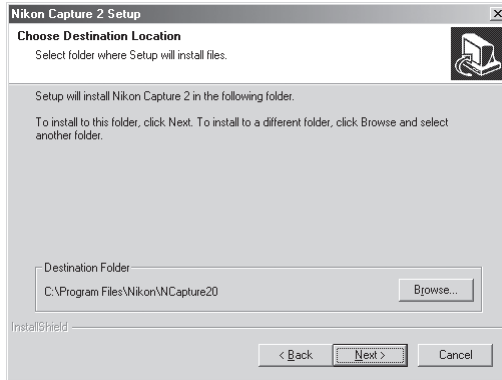 Nikon Capture 2 Setup
Choose Destination Location
Select folder where Setup will install files.
Setup will install Nikon Capture 2 in the following folder.
To install to this folder, click Next. To install to a different folder, click Browse and select
another folder.
Destination Folder
C:\Program Files\Nikon\NCapture20
Browse...
InstallShield
< Back
Next >
Cancel